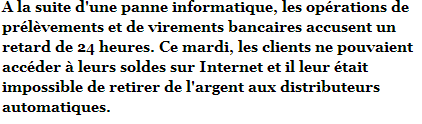 A la suite d'une panne informatique, les opérations de
prélèvements et de virements bancaires accusent un
retard de 24 heures. Ce mardi, les clients ne pouvaient
accéder à leurs soldes sur Internet et il leur était
impossible de retirer de l'argent aux distributeurs
automatiques.